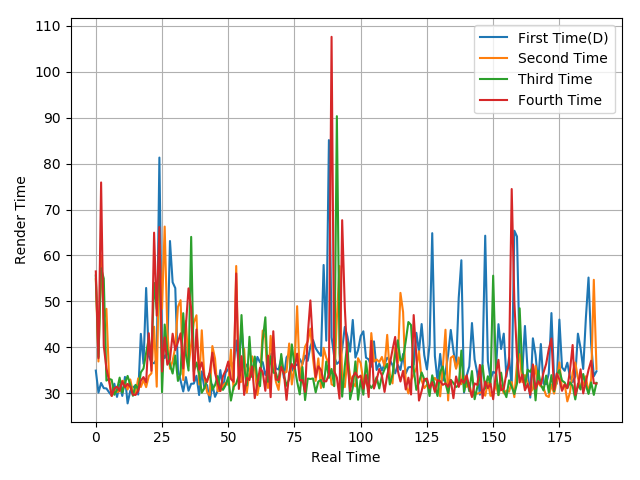 110
100
90
80
70
60
50
40
30
0
25
50
75
100
125
150
175
Render Time
Real Time
First Time(D)
Second Time
Third Time
Fourth Time